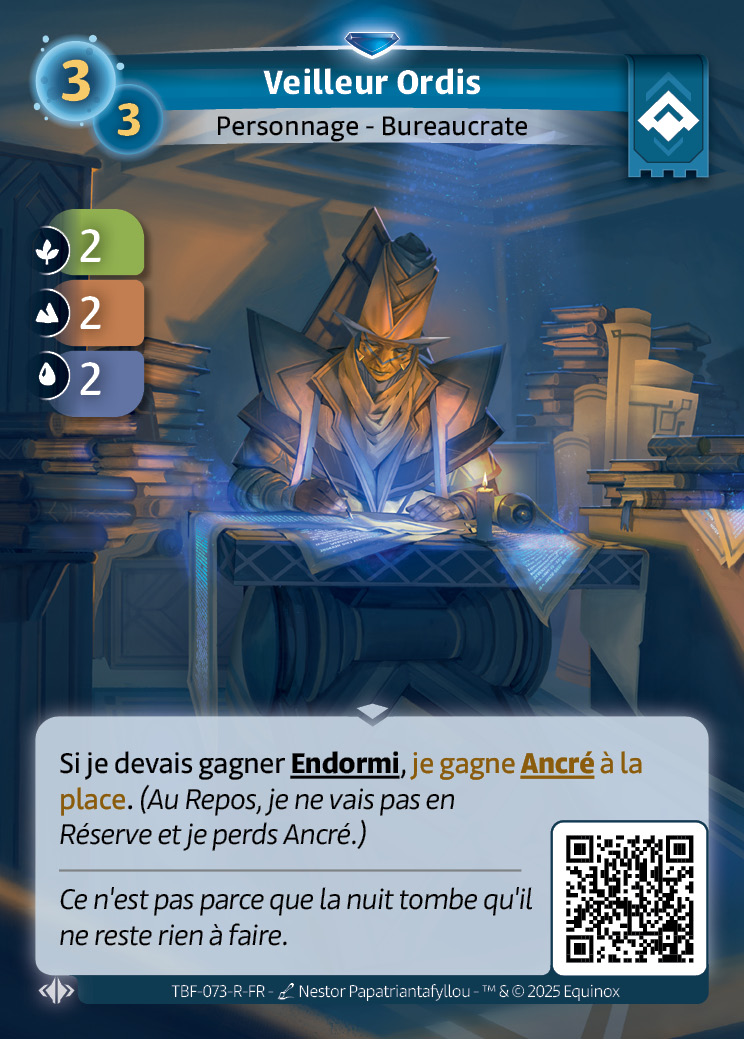 3
3
Veilleur Ordis
Personnage - Bureaucrate
2
2
2
Si je devais gagner Endormi, je gagne Ancré à la
place. (Au Repos, je ne vais pas en
Réserve et je perds Ancré.)
Ce n'est pas parce que la nuit tombe qu'il
ne reste rien à faire.
TBF-073-R-FR - Nestor Papatriantafyllou - ™ & © 2025 Equinox